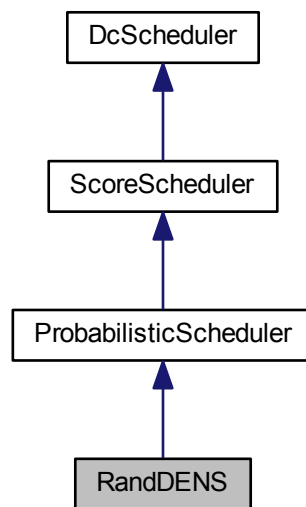 DcScheduler
ScoreScheduler
ProbabilisticScheduler
RandDENS